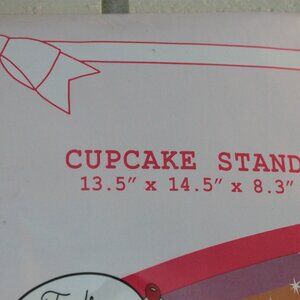 CUPCAKE STAND
13.5" x 14.5" x 8.3"